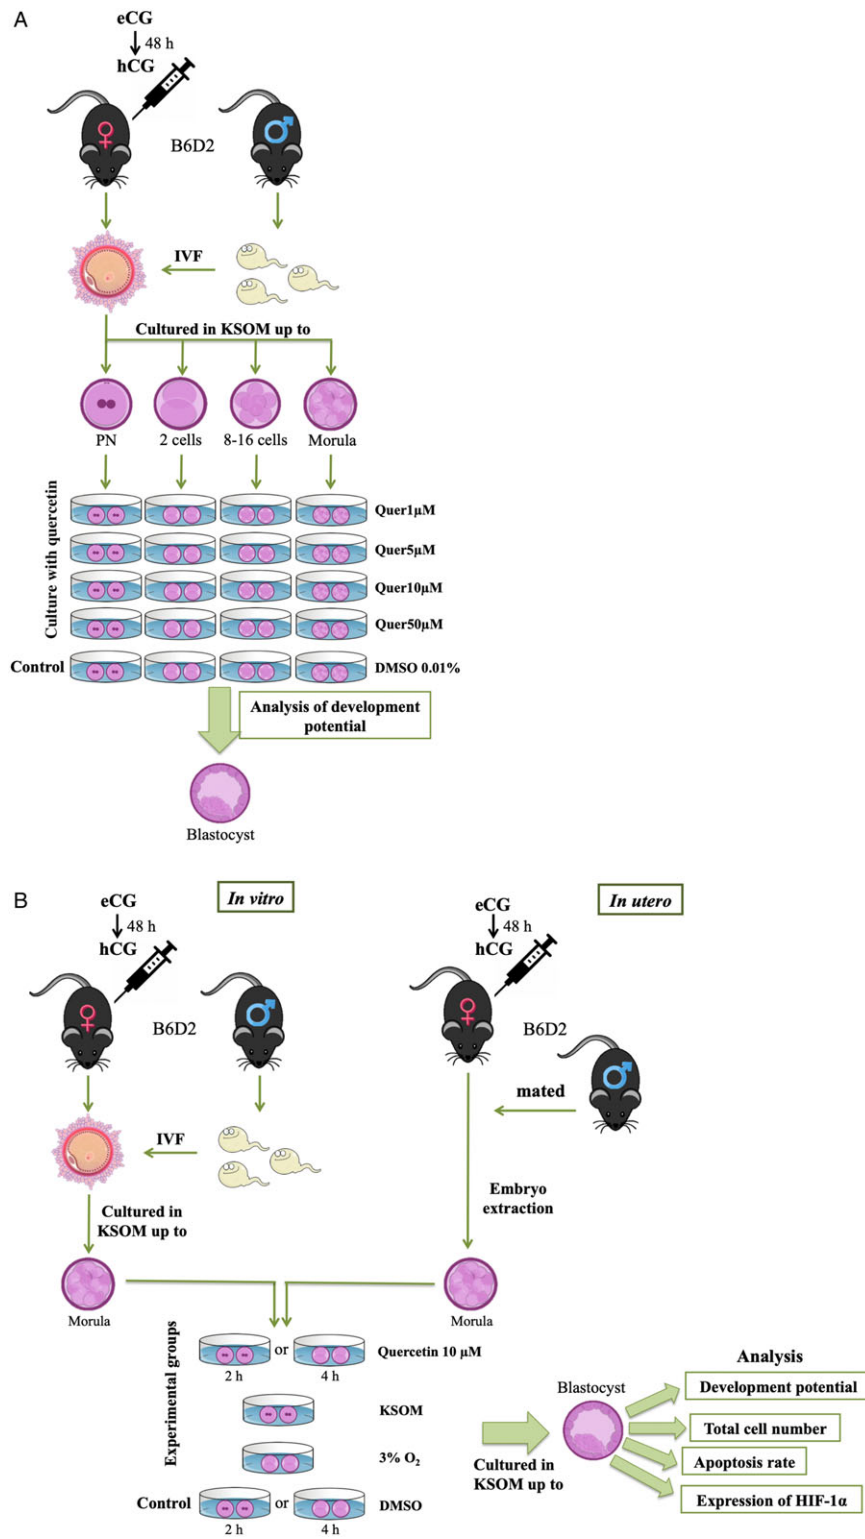 A
eCG
48 h
hCG
♀
♂
B6D2
IVF
Cultured in KSOM up to
PN
2 cells
8-16 cells
Morula
Culture with quercetin
Quer1µM
Quer5µM
Quer10µM
Quer50µM
Control
DMSO 0.01%
Analysis of development
potential
Blastocyst
B
In vitro
eCG
48 h
hCG
♀
♂
B6D2
IVF
Cultured in
KSOM up to
Morula
In utero
eCG
48 h
hCG
♀
B6D2
♂
mated
Embryo
extraction
Morula
Experimental groups
or
Quercetin 10 µM
2 h
4 h
KSOM
3% O₂
Control
or
DMSO
2 h
4 h
Cultured in
KSOM up to
Blastocyst
Analysis
Development potential
Total cell number
Apoptosis rate
Expression of HIF-1α